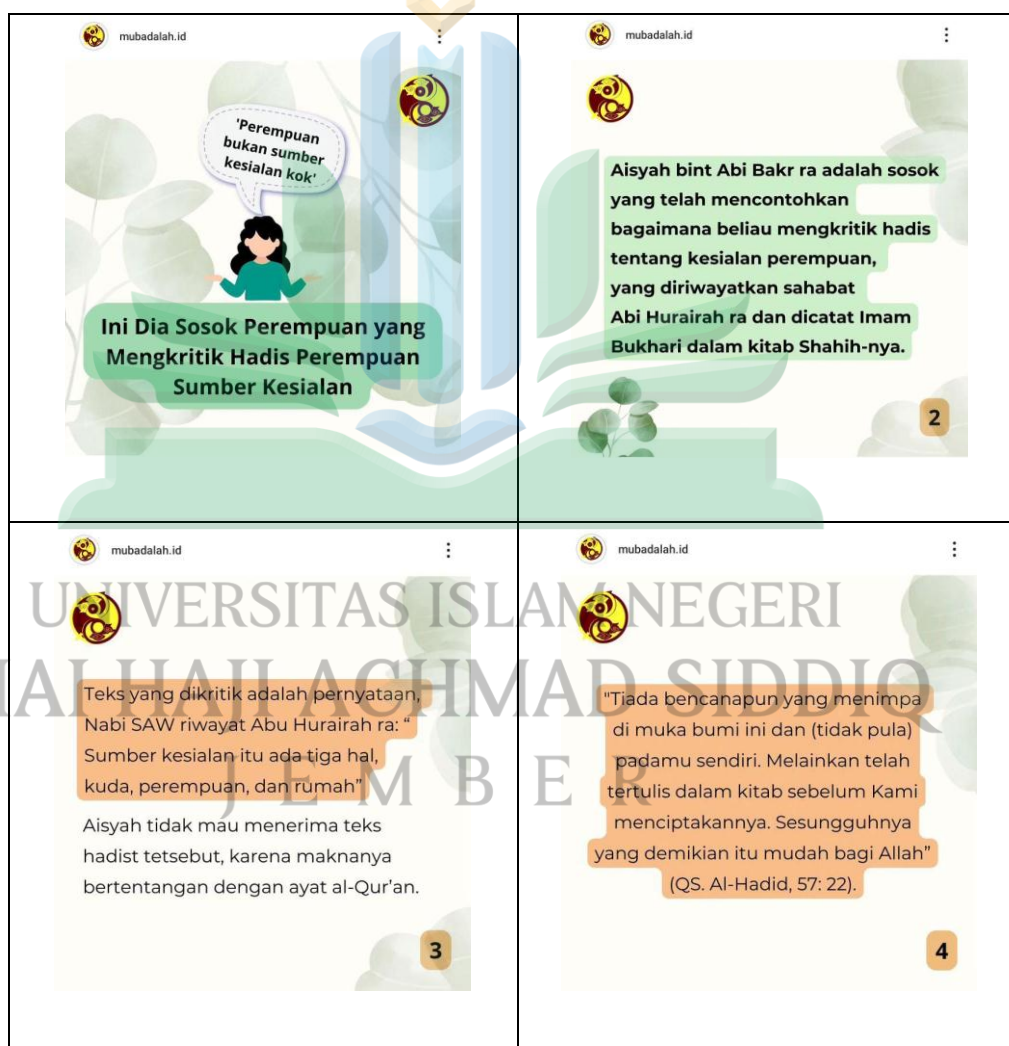 mubadalah.id
'Perempuan
bukan sumber
kesialan kok'
Ini Dia Sosok Perempuan yang
Mengkritik Hadis Perempuan
Sumber Kesialan
mubadalah.id
Aisyah bint Abi Bakr ra adalah sosok
yang telah mencontohkan
bagaimana beliau mengkritik hadis
tentang kesialan perempuan,
yang diriwayatkan sahabat
Abi Hurairah ra dan dicatat Imam
Bukhari dalam kitab Shahih-nya.
2
mubadalah.id
Teks yang dikritik adalah pernyataan,
Nabi SAW riwayat Abu Hurairah ra: “
Sumber kesialan itu ada tiga hal,
kuda, perempuan, dan rumah”
Aisyah tidak mau menerima teks
hadist tetsebut, karena maknanya
bertentangan dengan ayat al-Qur’an.
3
mubadalah.id
"Tiada bencanapun yang menimpa
di muka bumi ini dan (tidak pula)
padamu sendiri. Melainkan telah
tertulis dalam kitab sebelum Kami
menciptakannya. Sesungguhnya
yang demikian itu mudah bagi Allah”
(QS. Al-Hadid, 57: 22).
4
UNIVERSITAS ISLAM NEGERI
HAJI ACHMAD SIDDIQ
JEMBER